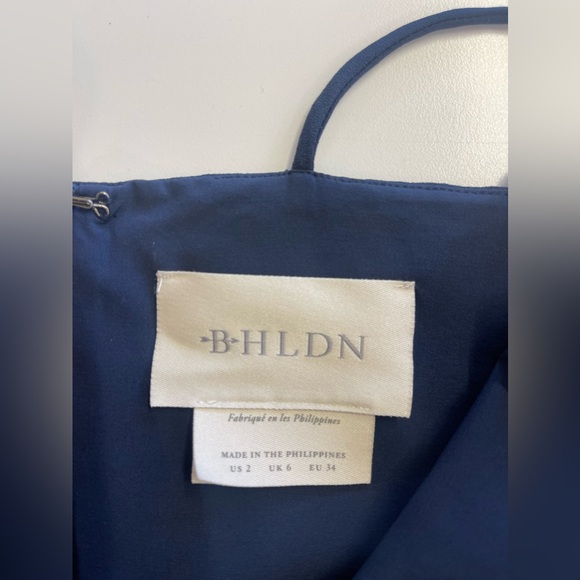 BHLDN
Fabriqué en les Philippines
MADE IN THE PHILIPPINES
US 2 UK 6 EU 34